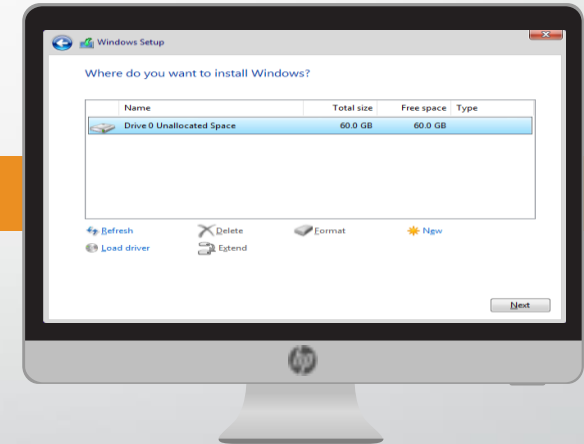 Windows Setup
Where do you want to install Windows?
Name Total size Free space Type
Drive 0 Unallocated Space 60.0 GB 60.0 GB
Refresh Delete Format New
Load driver Extend
Next
hp